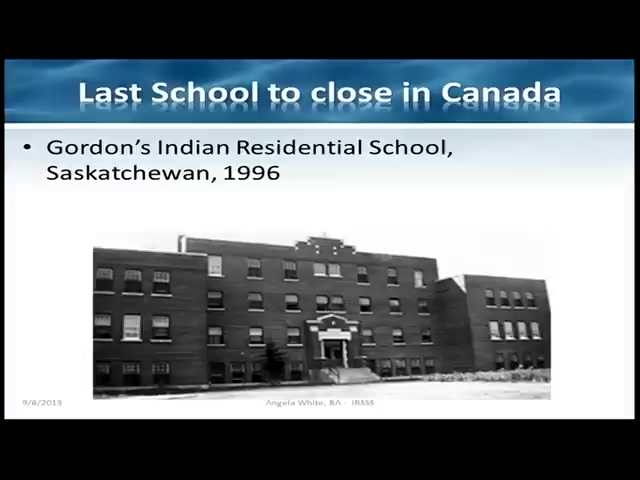 Last School to close in Canada
• Gordon's Indian Residential School,
Saskatchewan, 1996
9/6/2013
Angela White, BA - IRSSS